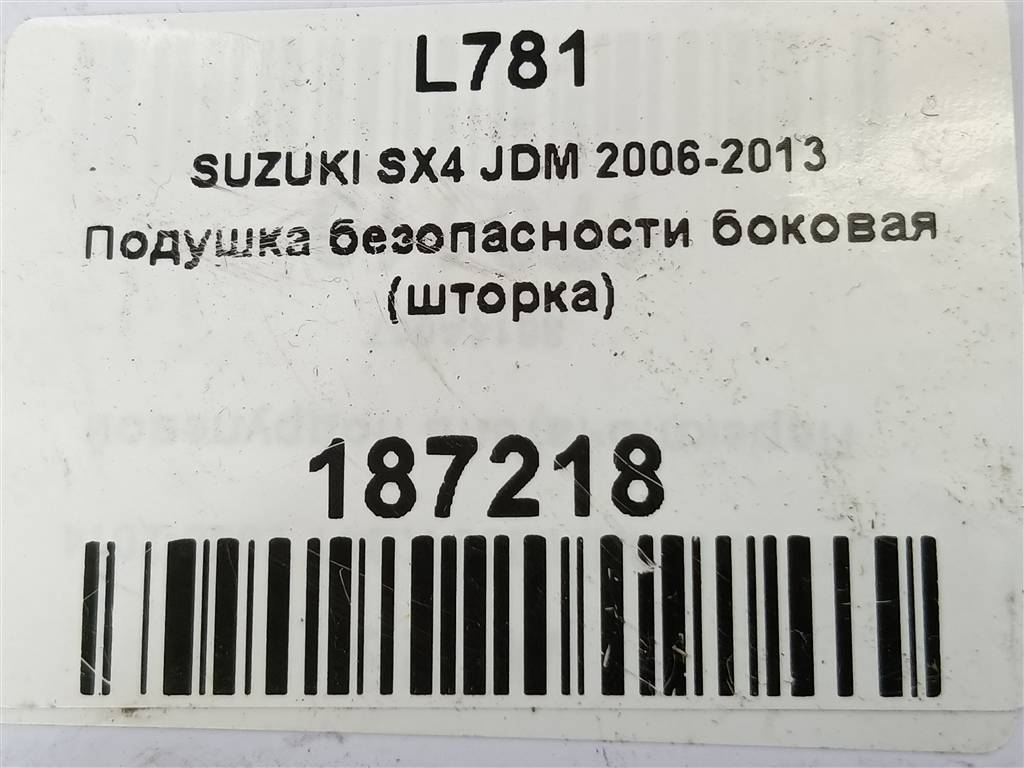 L781
SUZUKI SX4 JDM 2006-2013
Подушка безопасности боковая
(шторка)
187218